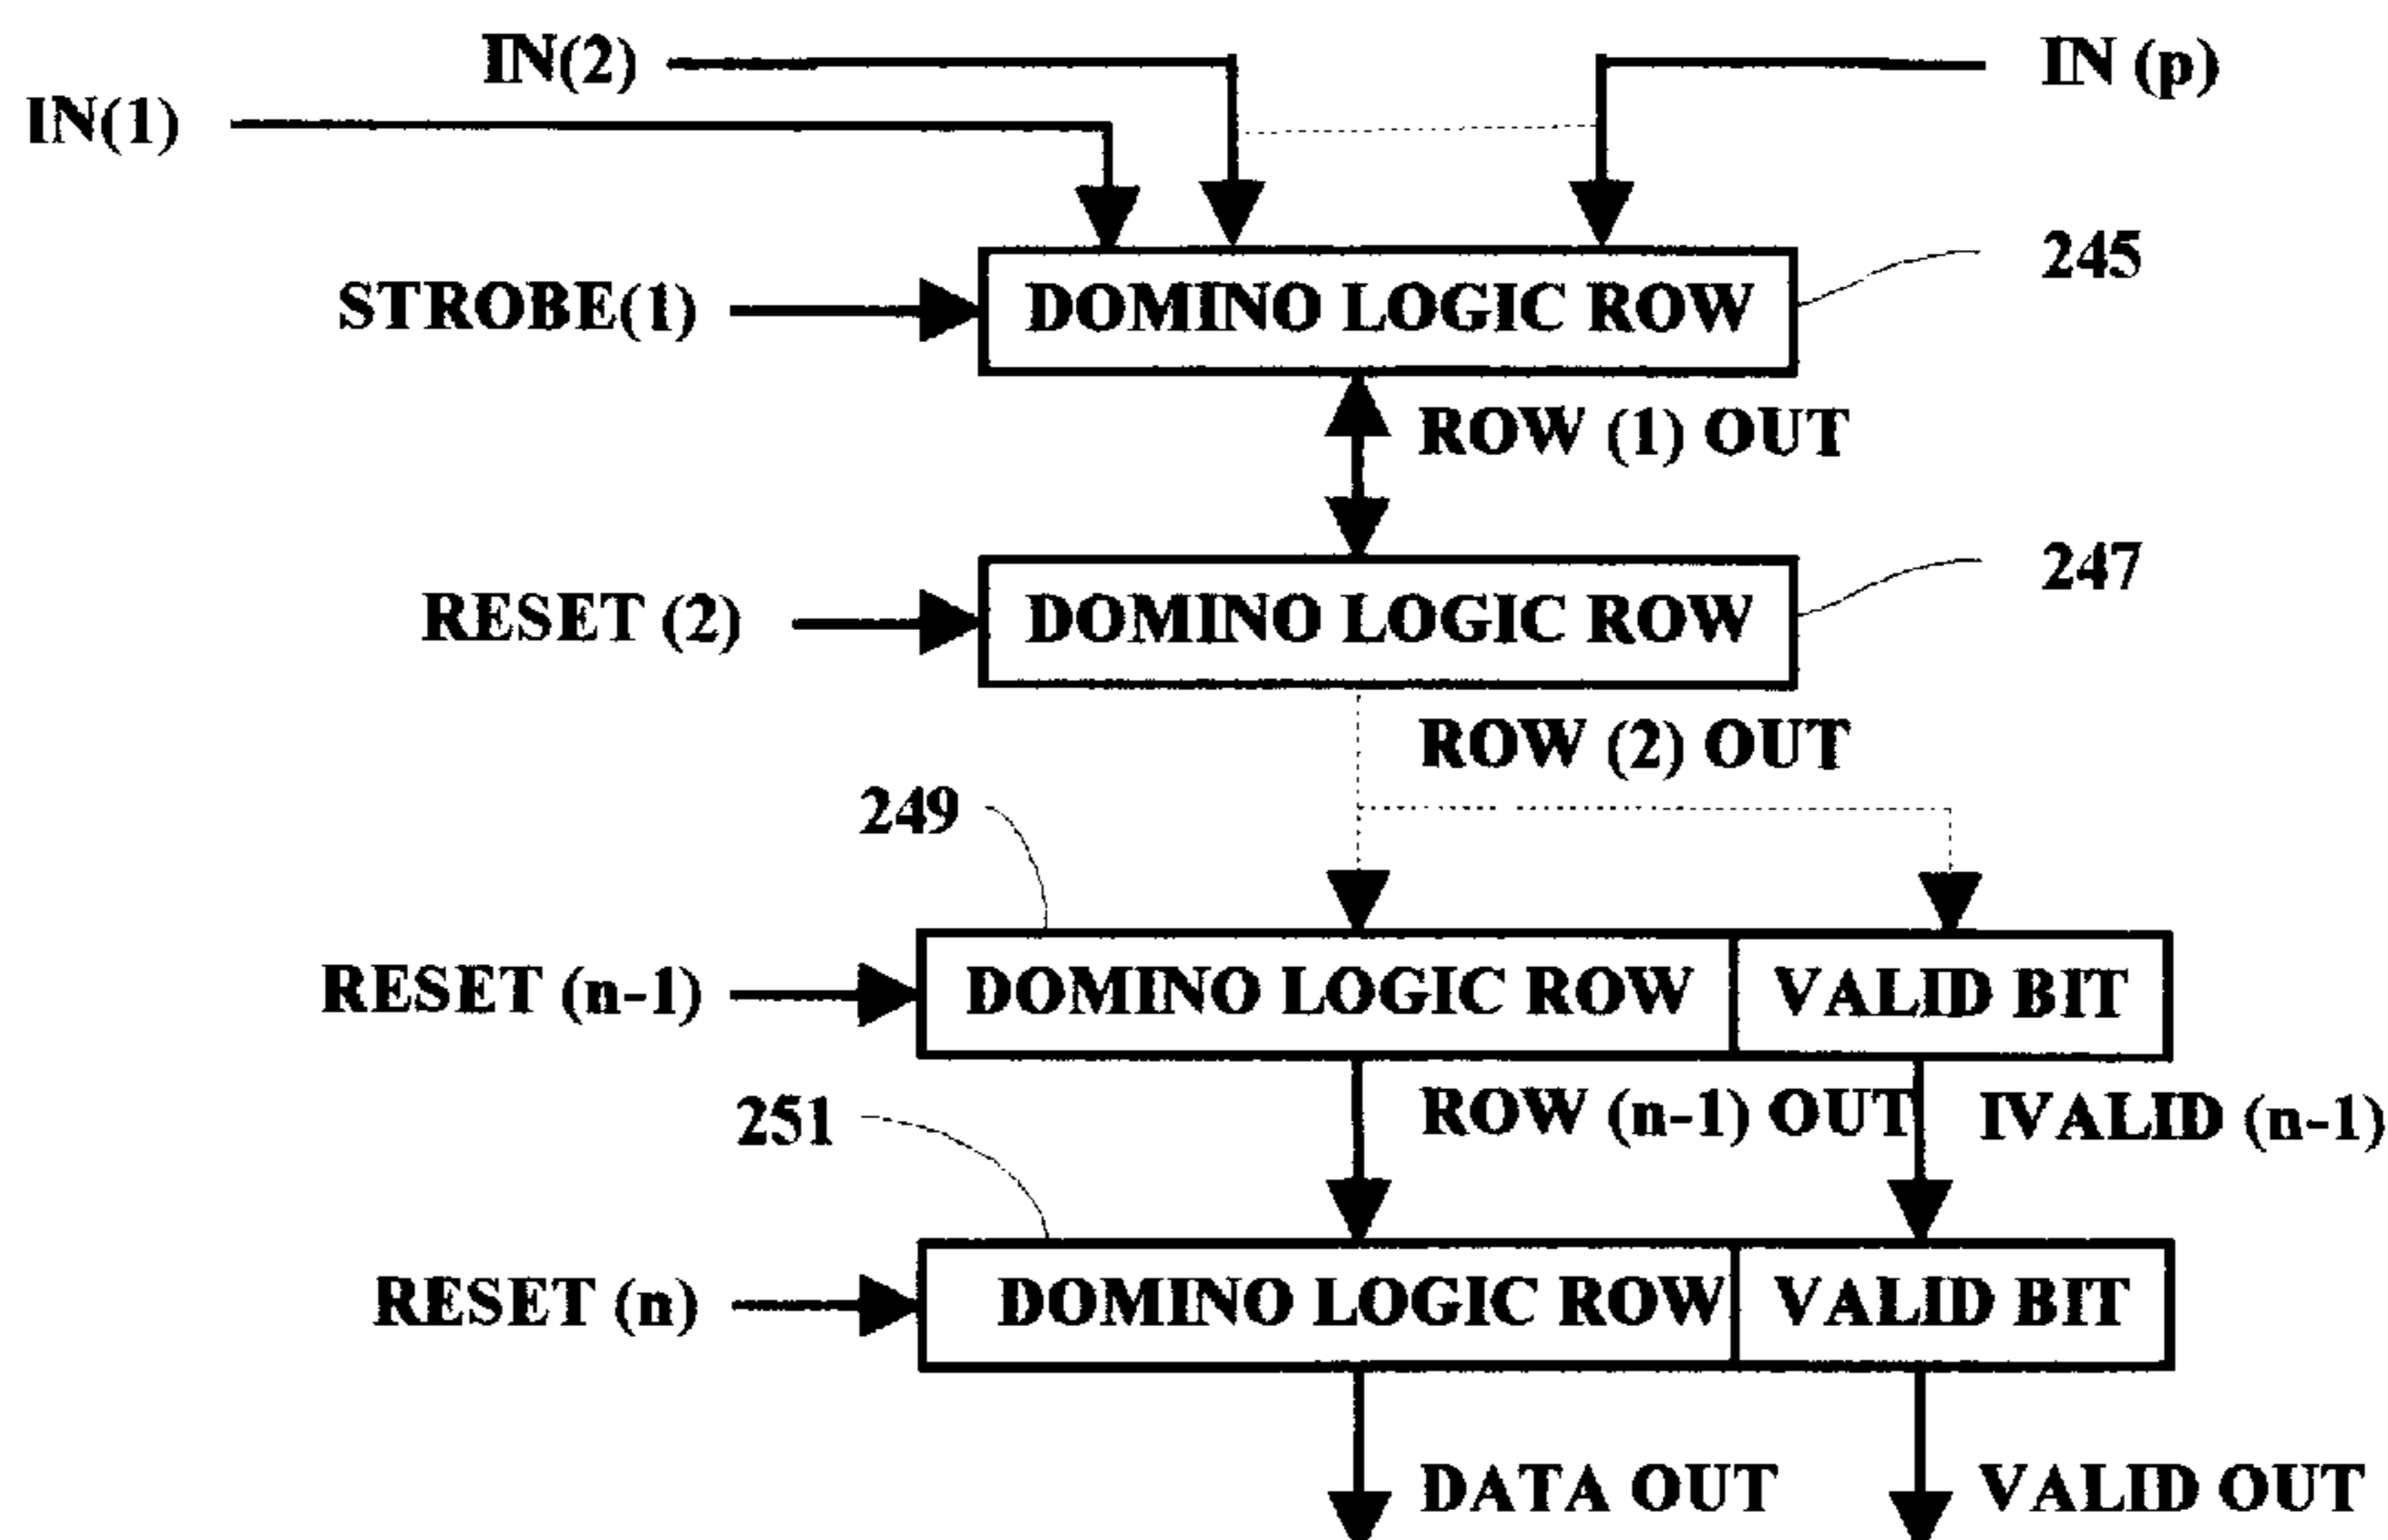 IN(2)
IN (p)
IN(1)
245
STROBE(1)
DOMINO LOGIC ROW
ROW (1) OUT
247
RESET (2)
DOMINO LOGIC ROW
ROW (2) OUT
249
RESET (n-1)
DOMINO LOGIC ROW
VALID BIT
ROW (n-1) OUT
IVALID (n-1)
251
RESET (n)
DOMINO LOGIC ROW
VALID BIT
DATA OUT
VALID OUT